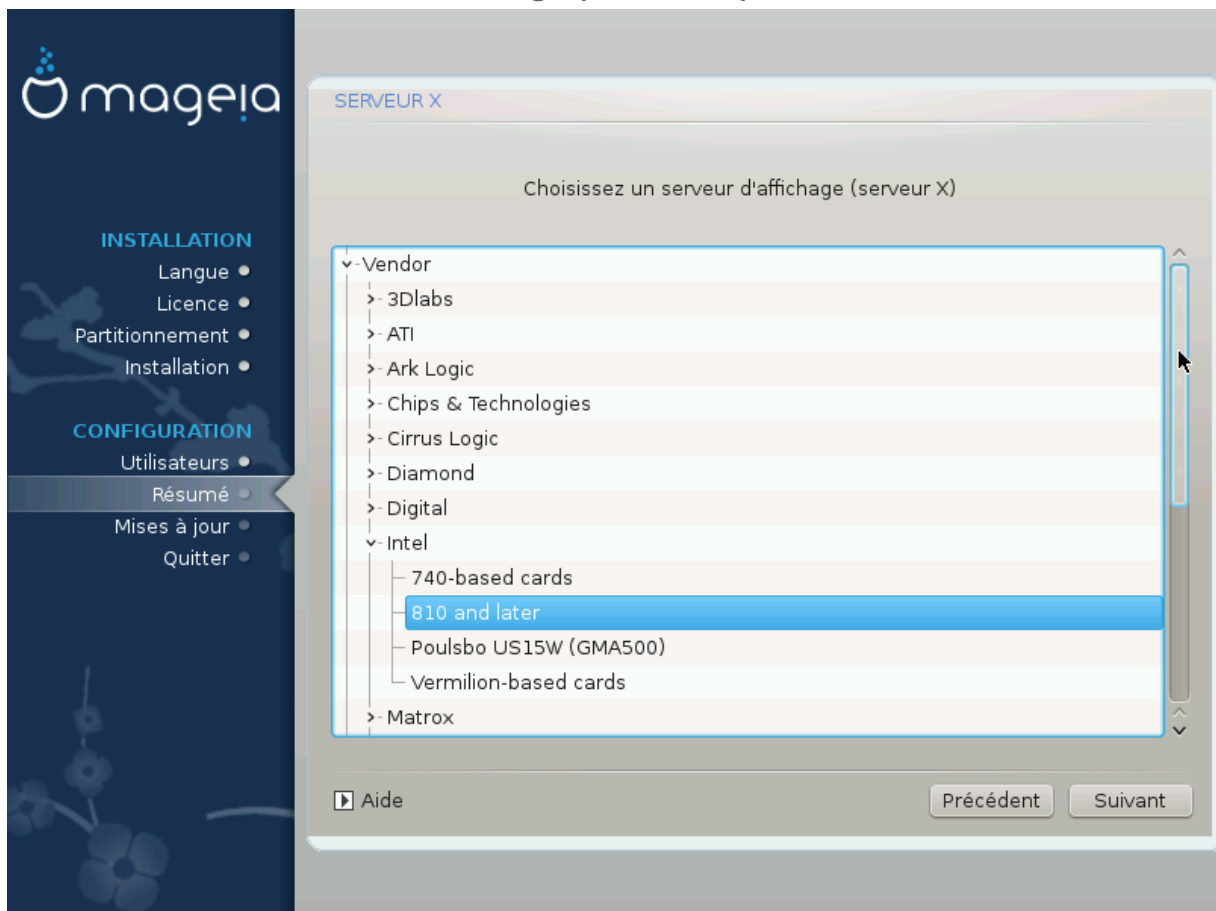 mageia
SERVEUR X
Choisissez un serveur d'affichage (serveur X)
INSTALLATION
Langue
Licence
Partitionnement
Installation
CONFIGURATION
Utilisateurs
Résumé
Mises à jour
Quitter
Vendor
3Dlabs
ATI
Ark Logic
Chips & Technologies
Cirrus Logic
Diamond
Digital
Intel
740-based cards
810 and later
Poulsbo US15W (GMA500)
Vermilion-based cards
Matrox
Aide
Précédent
Suivant